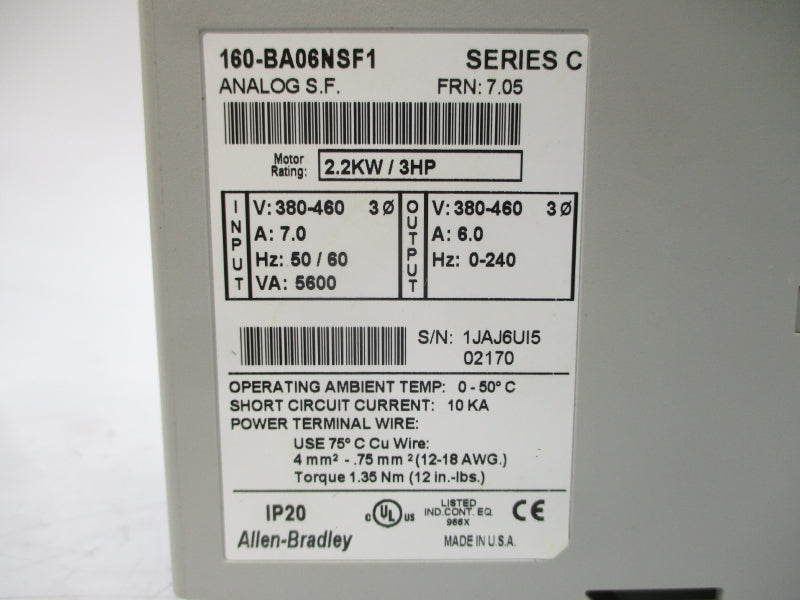 160-BA06NSF1 SERIES C
ANALOG S.F. FRN: 7.05
Motor Rating: 2.2KW / 3HP
INPUT
V: 380-460 3Ø
A: 7.0
Hz: 50 / 60
VA: 5600
OUTPUT
V: 380-460 3Ø
A: 6.0
Hz: 0-240
S/N: 1JAJ6UI5
02170
OPERATING AMBIENT TEMP: 0 - 50° C
SHORT CIRCUIT CURRENT: 10 KA
POWER TERMINAL WIRE:
USE 75° C Cu Wire:
4 mm² - .75 mm² (12-18 AWG.)
Torque 1.35 Nm (12 in.-lbs.)
IP20
Allen-Bradley
c UL us
LISTED
IND.CONT. EQ.
966X
CE
MADE IN U.S.A.